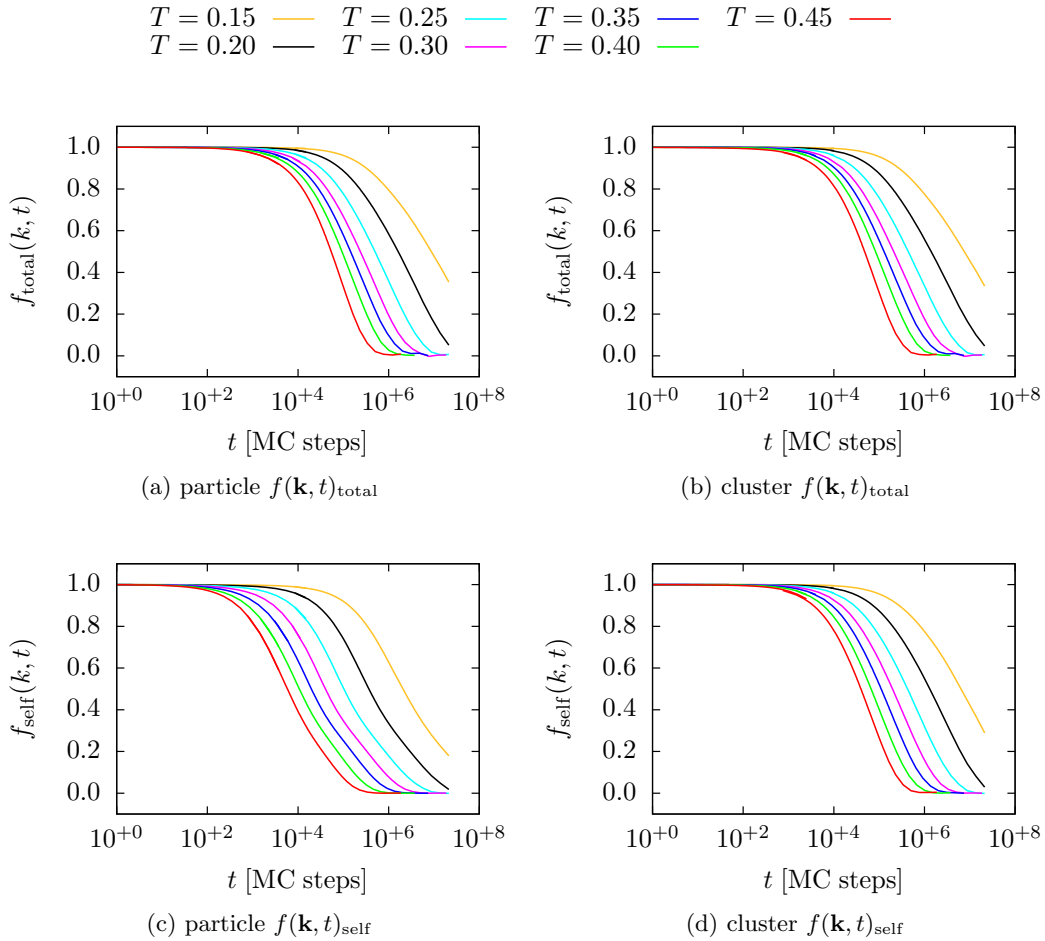 T = 0.15 T = 0.25 T = 0.35 T = 0.45
T = 0.20 T = 0.30 T = 0.40
1.0
0.8
0.6
0.4
0.2
0.0
f_total(k, t)
10^+0 10^+2 10^+4 10^+6 10^+8
t [MC steps]
(a) particle f(k, t)_total
1.0
0.8
0.6
0.4
0.2
0.0
f_total(k, t)
10^+0 10^+2 10^+4 10^+6 10^+8
t [MC steps]
(b) cluster f(k, t)_total
1.0
0.8
0.6
0.4
0.2
0.0
f_self(k, t)
10^+0 10^+2 10^+4 10^+6 10^+8
t [MC steps]
(c) particle f(k, t)_self
1.0
0.8
0.6
0.4
0.2
0.0
f_self(k, t)
10^+0 10^+2 10^+4 10^+6 10^+8
t [MC steps]
(d) cluster f(k, t)_self